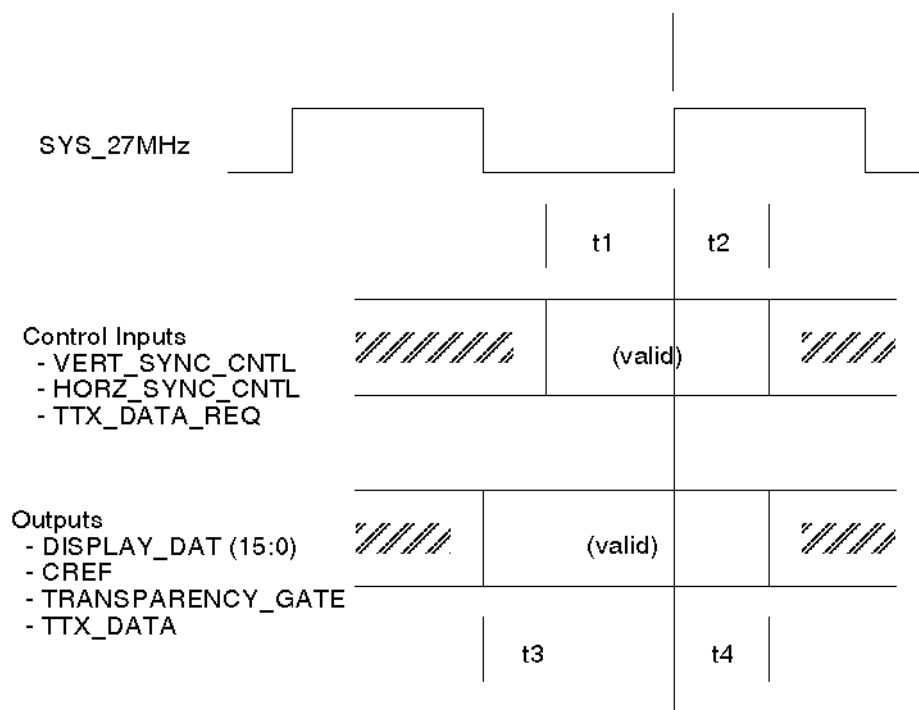 SYS_27MHz
t1
t2
Control Inputs
- VERT_SYNC_CNTL
- HORZ_SYNC_CNTL
- TTX_DATA_REQ
(valid)
Outputs
- DISPLAY_DAT (15:0)
- CREF
- TRANSPARENCY_GATE
- TTX_DATA
(valid)
t3
t4